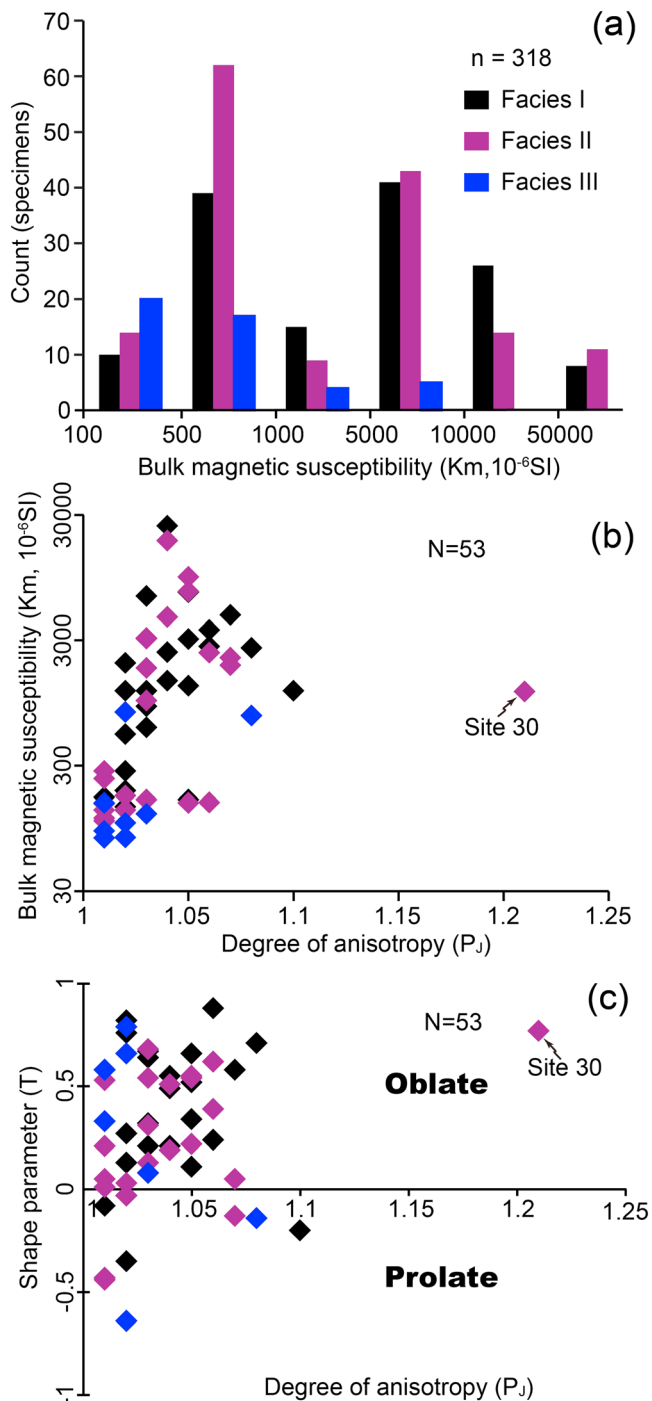 (a)
n = 318
Facies I
Facies II
Facies III
Count (specimens)
70
60
50
40
30
20
10
0
100 500 1000 5000 10000 50000
Bulk magnetic susceptibility (Km,10⁻⁶SI)
(b)
N=53
Bulk magnetic susceptibility (Km, 10⁻⁶SI)
30000
3000
300
30
Site 30
1 1.05 1.1 1.15 1.2 1.25
Degree of anisotropy (PJ)
(c)
N=53
Site 30
Oblate
Shape parameter (T)
1
0.5
0
-0.5
-1
1 1.05 1.1 1.15 1.2 1.25
Prolate
Degree of anisotropy (PJ)